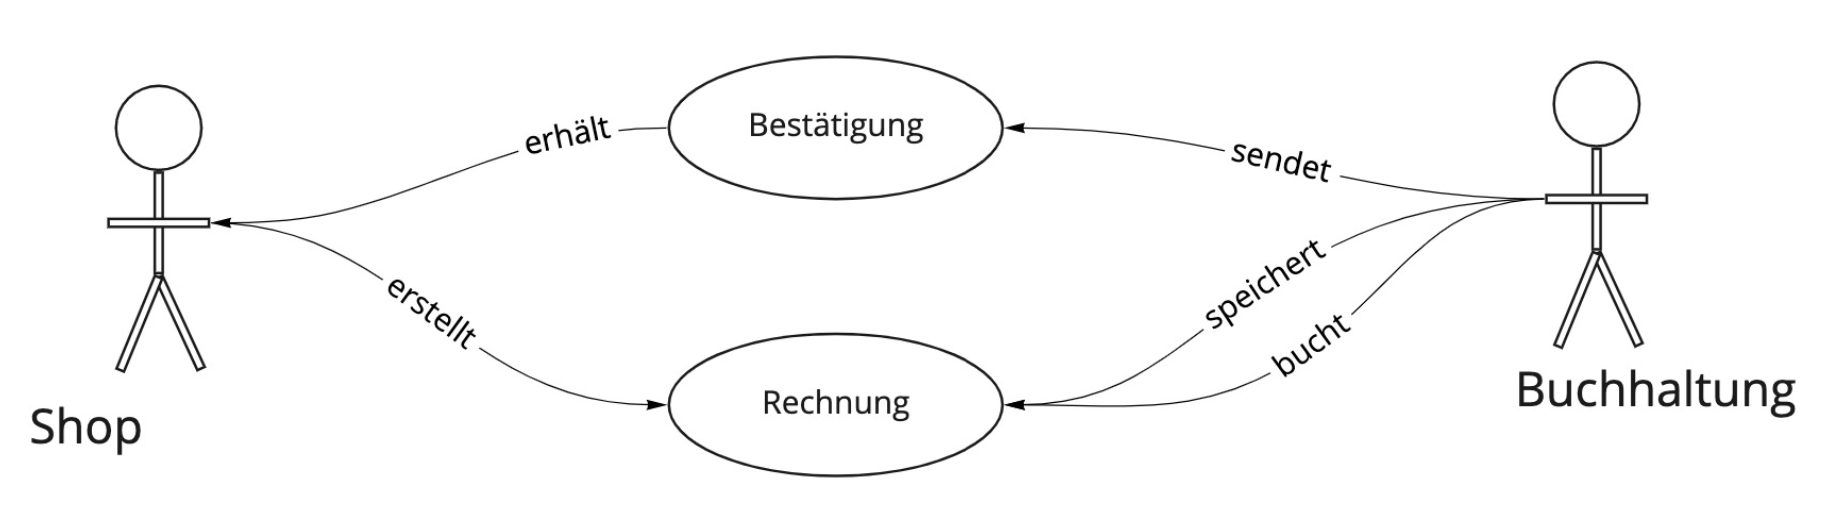 Bestätigung
erhält
sendet
speichert
erstellt
bucht
Rechnung
Buchhaltung
Shop